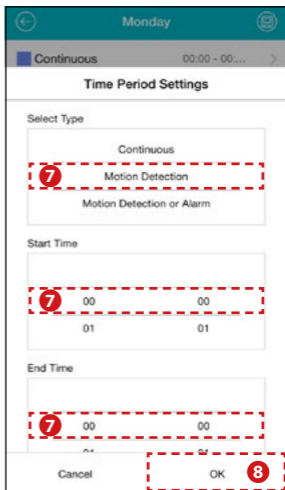 Monday
Continuous 00:00 - 00:...
Time Period Settings
Select Type
Continuous
7 Motion Detection
Motion Detection or Alarm
Start Time
7 00 00
01 01
End Time
7 00 00
Cancel OK 8